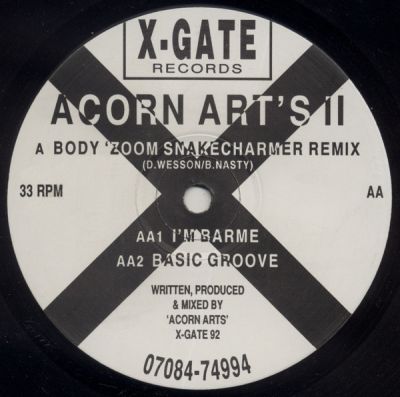 X-GATE
RECORDS
ACORN ART'S II
A BODY 'ZOOM SNAKECHARMER REMIX
(D.WESSON/B.NASTY)
33 RPM
AA
AA1 I'M BARME
AA2 BASIC GROOVE
WRITTEN, PRODUCED
& MIXED BY
'ACORN ARTS'
X-GATE 92
07084-74994